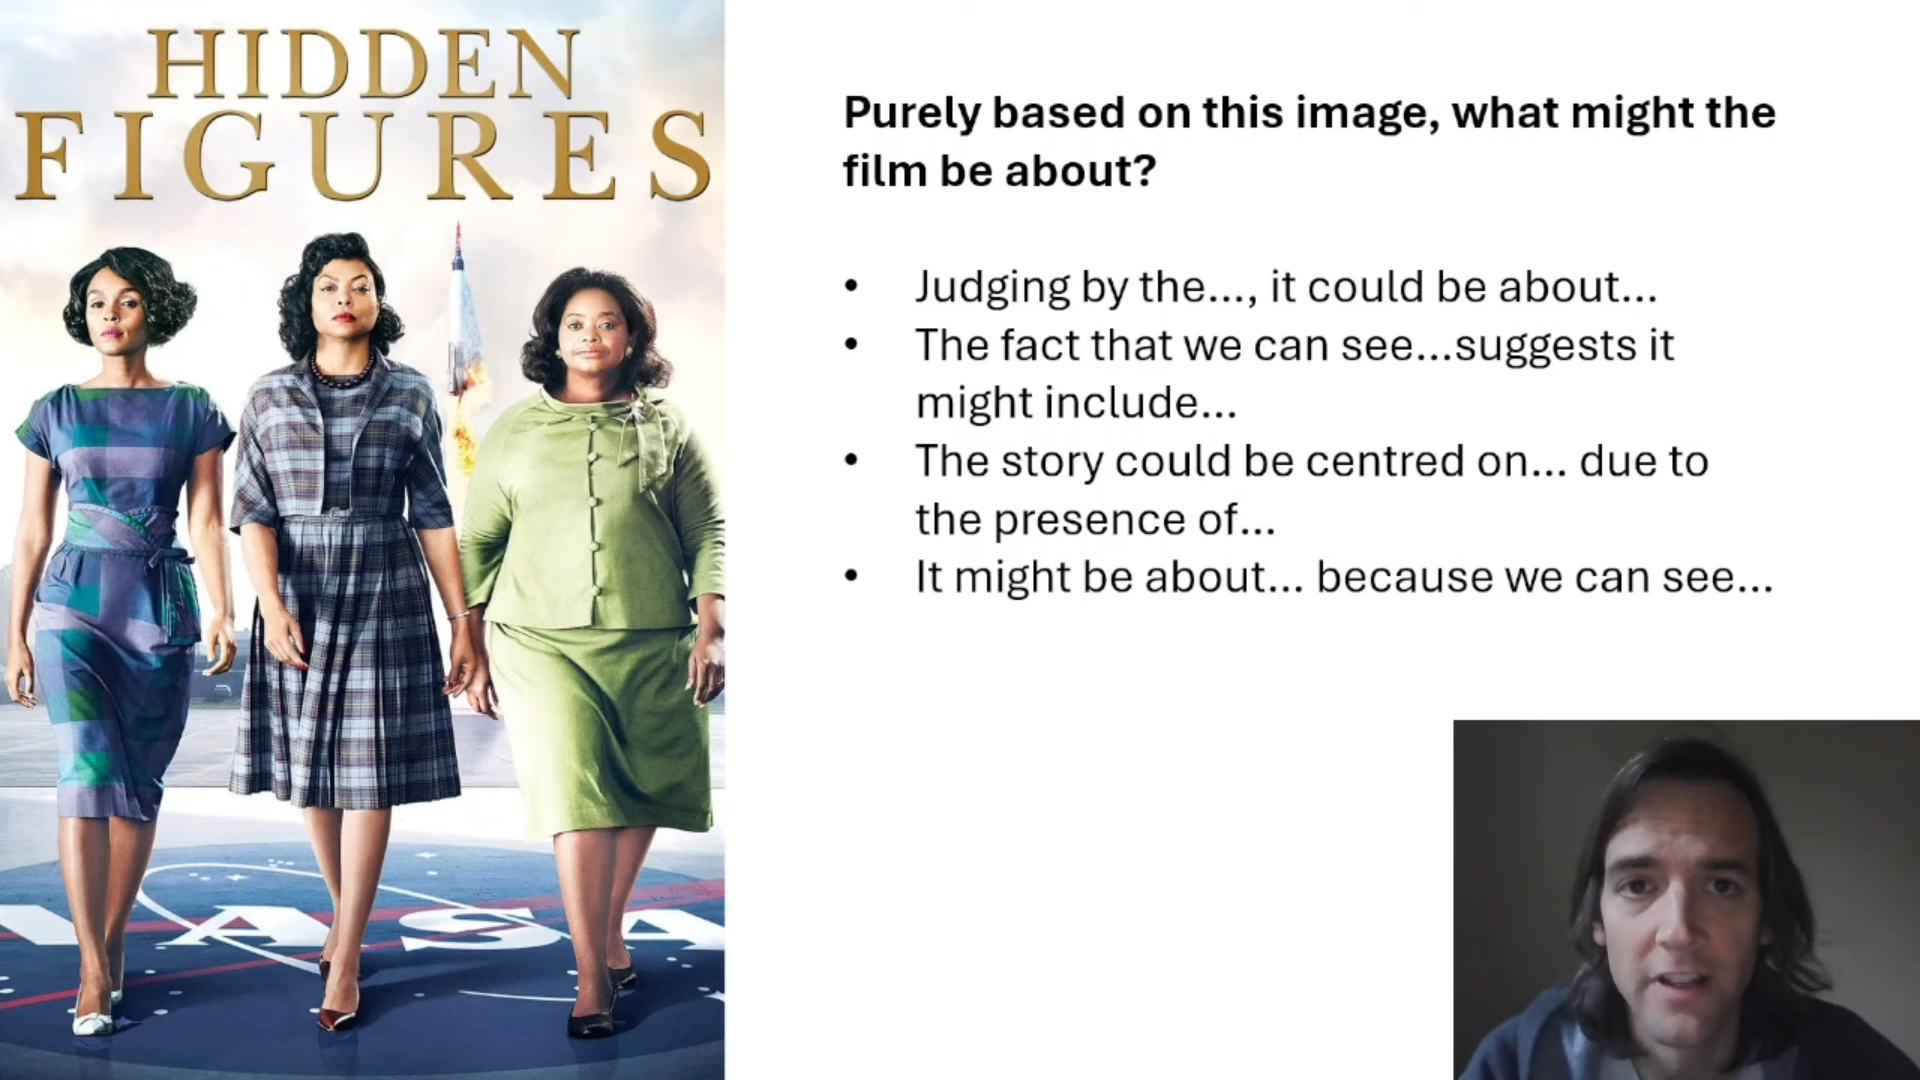 HIDDEN
FIGURES
Purely based on this image, what might the
film be about?
• Judging by the..., it could be about...
• The fact that we can see...suggests it
might include...
• The story could be centred on... due to
the presence of...
• It might be about... because we can see...
NASA